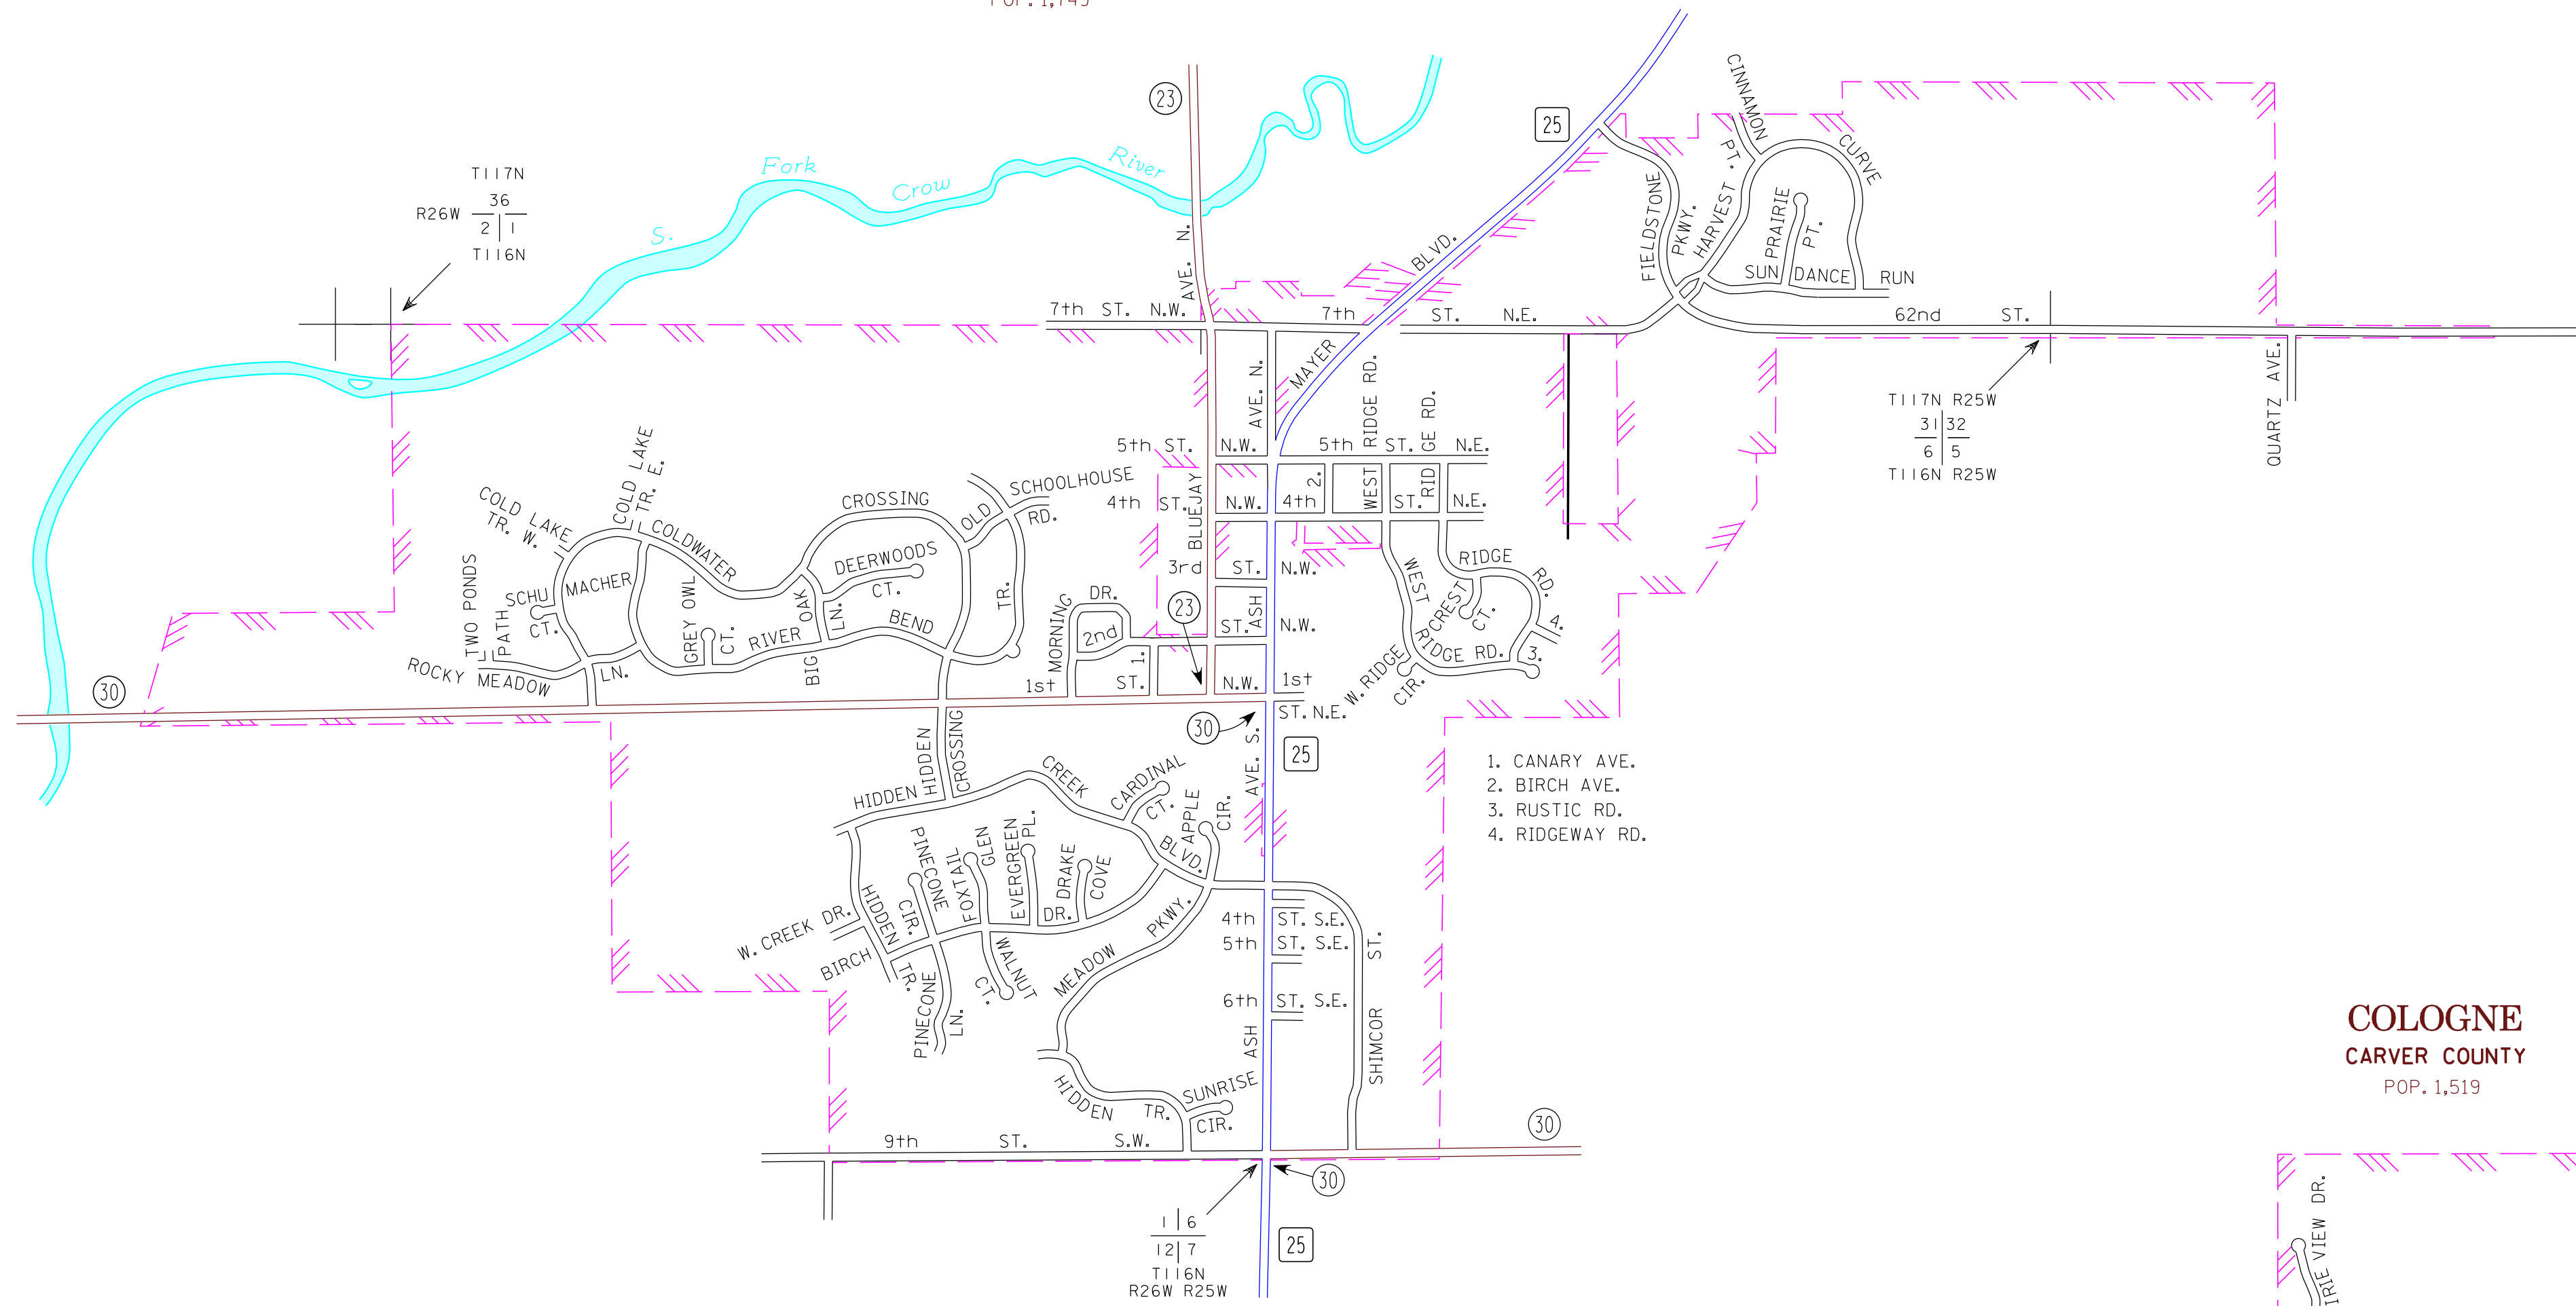 POP. 1,745
23
25
CINNAMON
CURVE
HARVEST PT.
PRAIRIE
PT.
FIELDSTONE
PKWY.
SUN DANCE RUN
S. Fork Crow River
T117N
36
R26W
2 1
T116N
AVE. N.
BLVD.
7th ST. N.W.
7th ST. N.E.
62nd ST.
MAYER
AVE. N.
WEST RIDGE RD.
RIDGE RD.
QUARTZ AVE.
T117N R25W
31 32
6 5
T116N R25W
5th ST. N.W.
5th ST. N.E.
4th ST. N.W.
4th ST. N.E.
2.
BLUEJAY
3rd ST. N.W.
ASH
23
2nd ST. N.W.
MORNING DR.
1.
1st ST. N.W.
1st
ST. N.E.
COLD LAKE
TR. E.
COLD LAKE
TR. W.
COLDWATER
CROSSING
OLD SCHOOLHOUSE
RD.
TR.
DEERWOODS
CT.
SCHUMACHER
CT.
TWO PONDS
PATH
GREY OWL
CT.
RIVER BEND
BIG OAK
LN.
ROCKY MEADOW LN.
30
WEST RIDGE RD.
RIDGE RD.
CREST
CT.
W. RIDGE
CIR.
3.
4.
30
25
AVE. S.
1. CANARY AVE.
2. BIRCH AVE.
3. RUSTIC RD.
4. RIDGEWAY RD.
HIDDEN
CROSSING
HIDDEN CREEK BLVD.
CARDINAL
CT.
APPLE
CIR.
PINECONE
CIR.
FOXTAIL
GLEN
EVERGREEN
PL.
DRAKE
COVE
W. CREEK DR.
HIDDEN TR.
BIRCH DR.
WALNUT
CT.
PINECONE
LN.
MEADOW PKWY.
4th ST. S.E.
5th ST. S.E.
6th ST. S.E.
ASH
SHIMCOR ST.
HIDDEN TR.
SUNRISE
CIR.
9th ST. S.W.
30
30
25
1 6
12 7
T116N
R26W R25W
COLOGNE
CARVER COUNTY
POP. 1,519
IRIE VIEW DR.